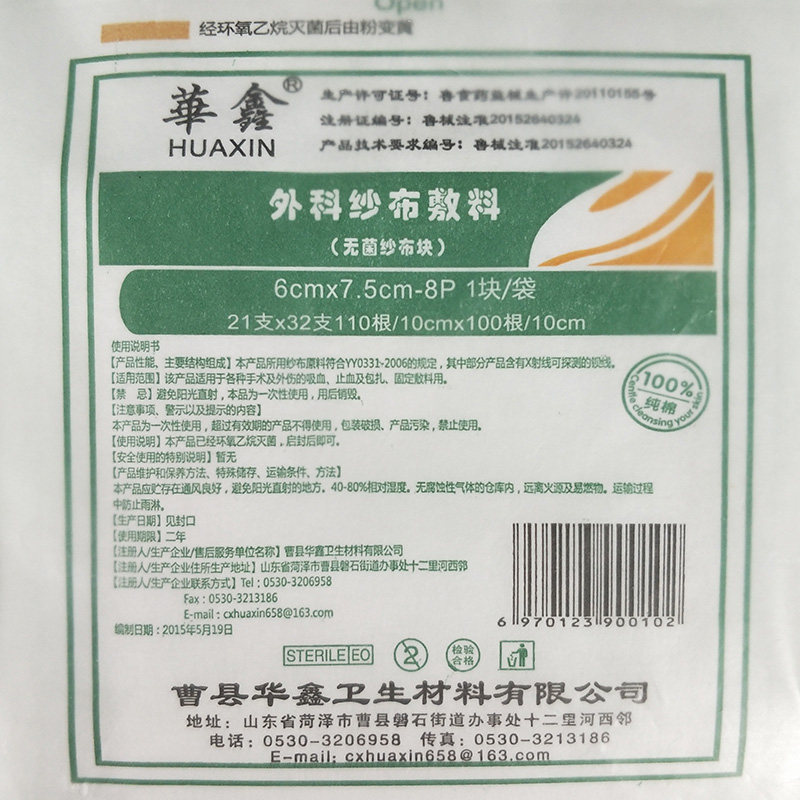 Open
经环氧乙烷灭菌后由粉变黄
華鑫®
HUAXIN
生产许可证号：鲁食药监械生产许20110155号
注册证编号：鲁械注准20152640324
产品技术要求编号：鲁械注准20152640324
外科纱布敷料
（无菌纱布块）
6cmx7.5cm-8P 1块/袋
21支x32支110根/10cmx100根/10cm
使用说明书
【产品性能、主要结构组成】本产品所用纱布原料符合YY0331-2006的规定，其中部分产品含有X射线可探测的钡线。
【适用范围】该产品适用于各种手术及外伤的吸血、止血及包扎、固定敷料用。
【禁 忌】避免阳光直射，本品为一次性使用，用后销毁。
【注意事项、警示以及提示的内容】
本产品为一次性使用，超过有效期的产品不得使用，包装破损、产品污染，禁止使用。
【使用说明】本产品已经环氧乙烷灭菌，启封后即可。
【安全使用的特别说明】暂无
【产品维护和保养方法、特殊储存、运输条件、方法】
本产品应贮存在通风良好，避免阳光直射的地方。40-80%相对湿度。无腐蚀性气体的仓库内，远离火源及易燃物。运输过程
中防止雨淋。
【生产日期】见封口
【使用期限】二年
【注册人/生产企业/售后服务单位名称】曹县华鑫卫生材料有限公司
【注册人/生产企业住所生产地址】山东省菏泽市曹县磐石街道办事处十二里河西邻
【注册人/生产企业联系方式】Tel：0530-3206958
Fax：0530-3213186
E-mail：cxhuaxin658@163.com
编制日期：2015年5月19日
100%
纯棉
Gentle cleansing your skin
6 970123 900102
STERILE EO
2
检验
合格
曹县华鑫卫生材料有限公司
地址：山东省菏泽市曹县磐石街道办事处十二里河西邻
电话：0530-3206958 传真：0530-3213186
E-mail: cxhuaxin658@163.com